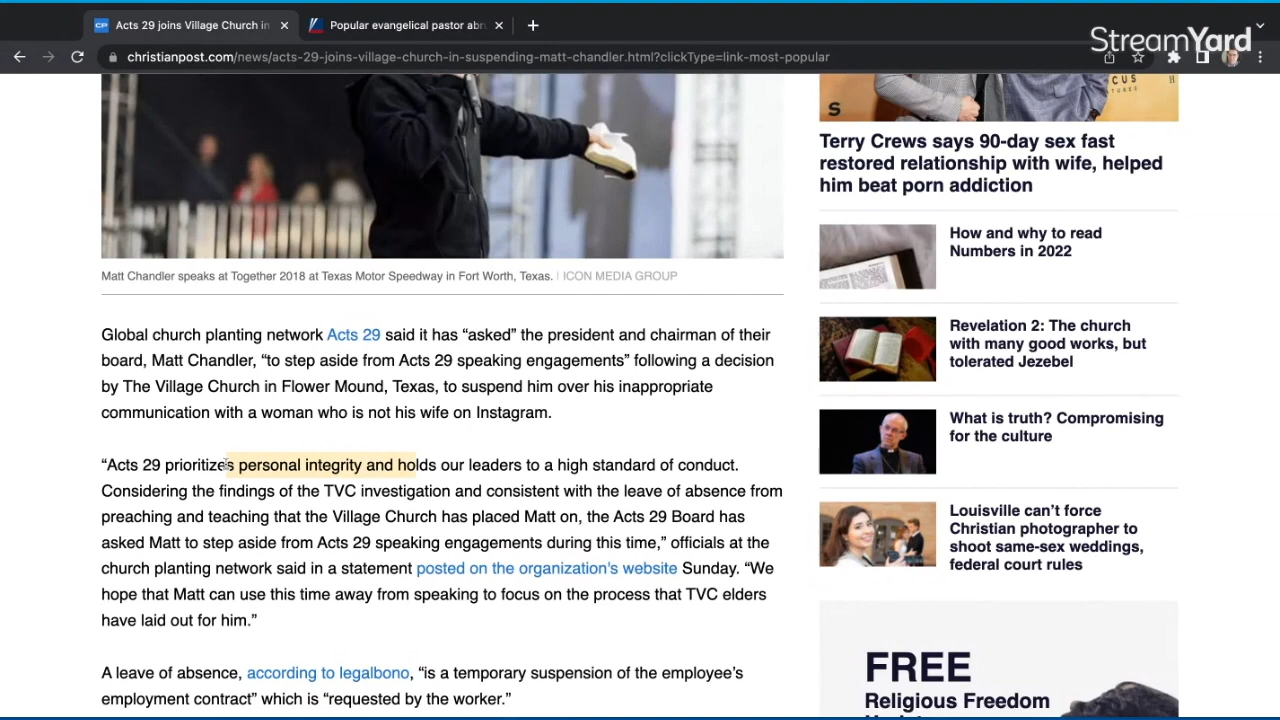 Acts 29 joins Village Church in
Popular evangelical pastor abru
StreamYard
christianpost.com/news/acts-29-joins-village-church-in-suspending-matt-chandler.html?clickType=link-most-popular
Matt Chandler speaks at Together 2018 at Texas Motor Speedway in Fort Worth, Texas. | ICON MEDIA GROUP
Global church planting network Acts 29 said it has “asked” the president and chairman of their
board, Matt Chandler, “to step aside from Acts 29 speaking engagements” following a decision
by The Village Church in Flower Mound, Texas, to suspend him over his inappropriate
communication with a woman who is not his wife on Instagram.
“Acts 29 prioritizes personal integrity and holds our leaders to a high standard of conduct.
Considering the findings of the TVC investigation and consistent with the leave of absence from
preaching and teaching that the Village Church has placed Matt on, the Acts 29 Board has
asked Matt to step aside from Acts 29 speaking engagements during this time,” officials at the
church planting network said in a statement posted on the organization's website Sunday. “We
hope that Matt can use this time away from speaking to focus on the process that TVC elders
have laid out for him.”
A leave of absence, according to legalbono, “is a temporary suspension of the employee’s
employment contract” which is “requested by the worker.”
Terry Crews says 90-day sex fast
restored relationship with wife, helped
him beat porn addiction
How and why to read
Numbers in 2022
Revelation 2: The church
with many good works, but
tolerated Jezebel
What is truth? Compromising
for the culture
Louisville can’t force
Christian photographer to
shoot same-sex weddings,
federal court rules
FREE
Religious Freedom